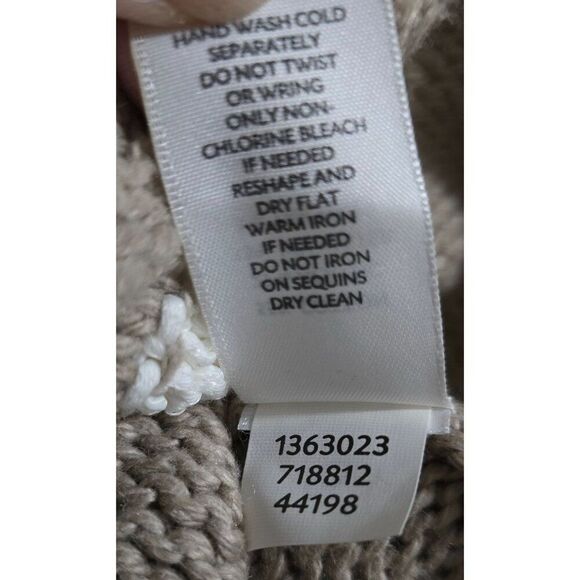 HAND WASH COLD
SEPARATELY
DO NOT TWIST
OR WRING
ONLY NON-
CHLORINE BLEACH
IF NEEDED
RESHAPE AND
DRY FLAT
WARM IRON
IF NEEDED
DO NOT IRON
ON SEQUINS
DRY CLEAN
1363023
718812
44198